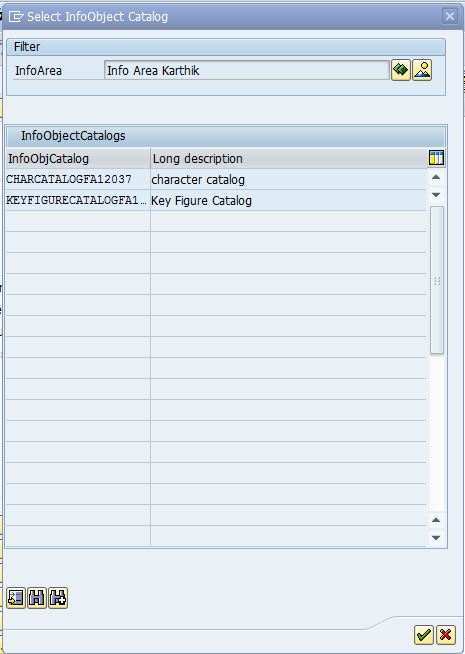 Select InfoObject Catalog
Filter
InfoArea Info Area Karthik
InfoObjectCatalogs
InfoObjCatalog Long description
CHARCATALOGFA12037 character catalog
KEYFIGURECATALOGFA1... Key Figure Catalog